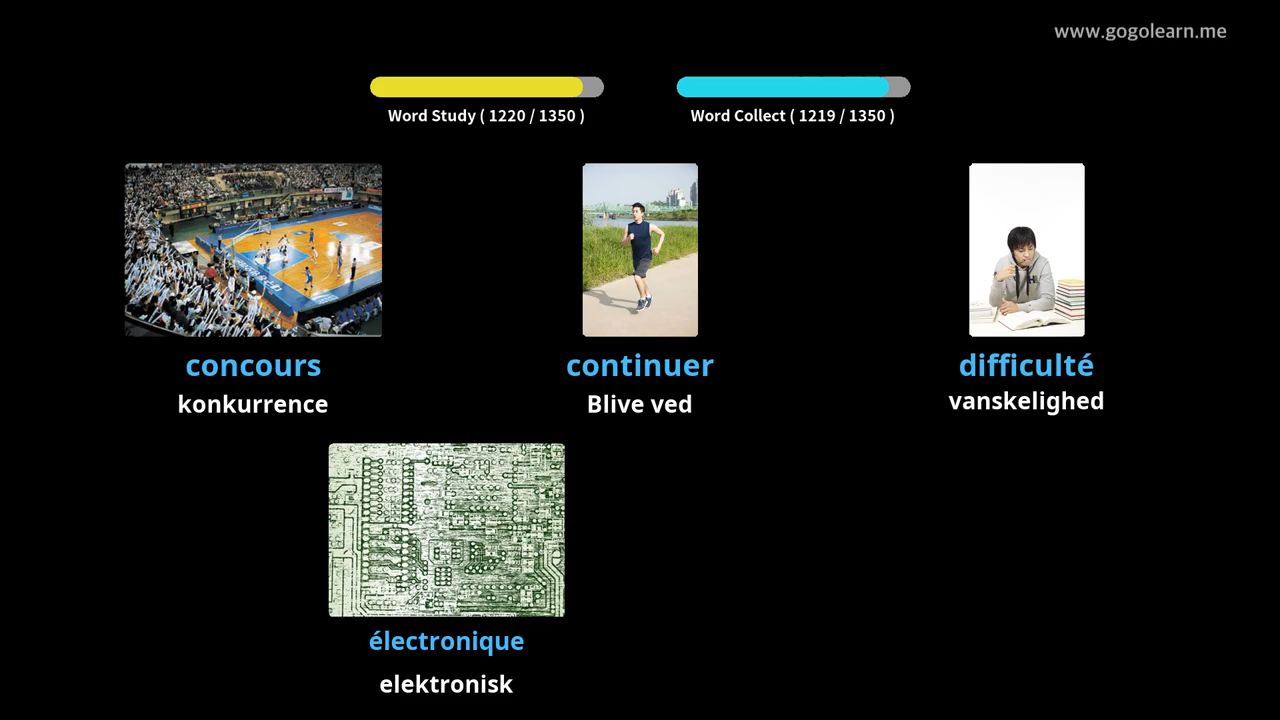 www.gogolearn.me
Word Study ( 1220 / 1350 )
Word Collect ( 1219 / 1350 )
concours
continuer
difficulté
konkurrence
Blive ved
vanskelighed
électronique
elektronisk